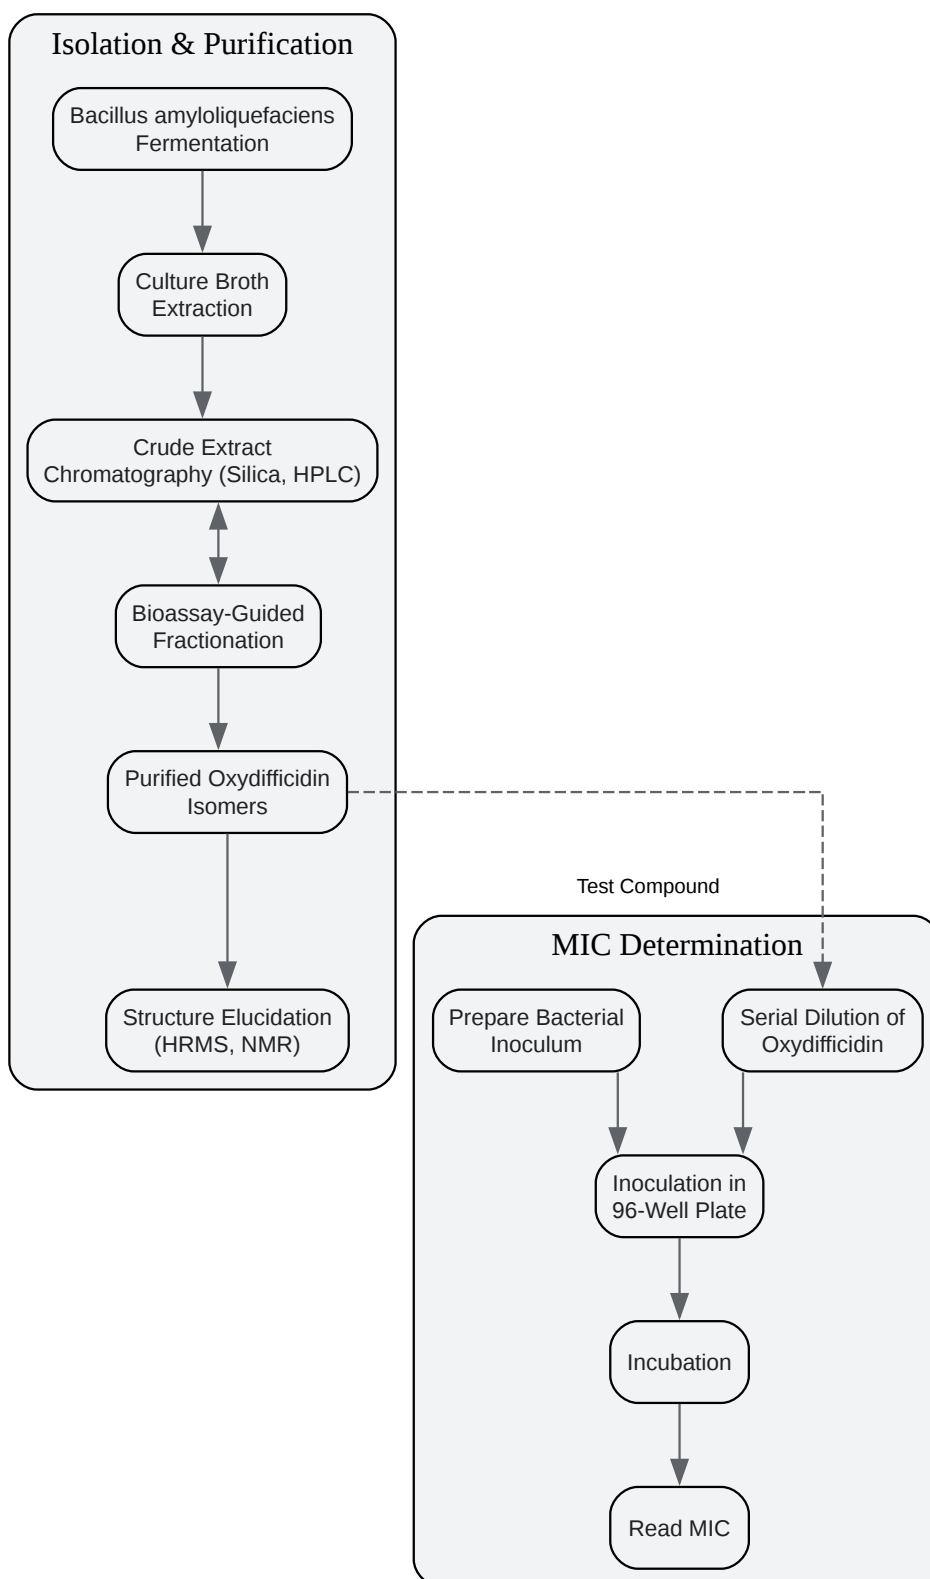 Isolation & Purification
Bacillus amyloliquefaciens
Fermentation
Culture Broth
Extraction
Crude Extract
Chromatography (Silica, HPLC)
Bioassay-Guided
Fractionation
Purified Oxydifficidin
Isomers
Structure Elucidation
(HRMS, NMR)
Test Compound
MIC Determination
Prepare Bacterial
Inoculum
Serial Dilution of
Oxydifficidin
Inoculation in
96-Well Plate
Incubation
Read MIC